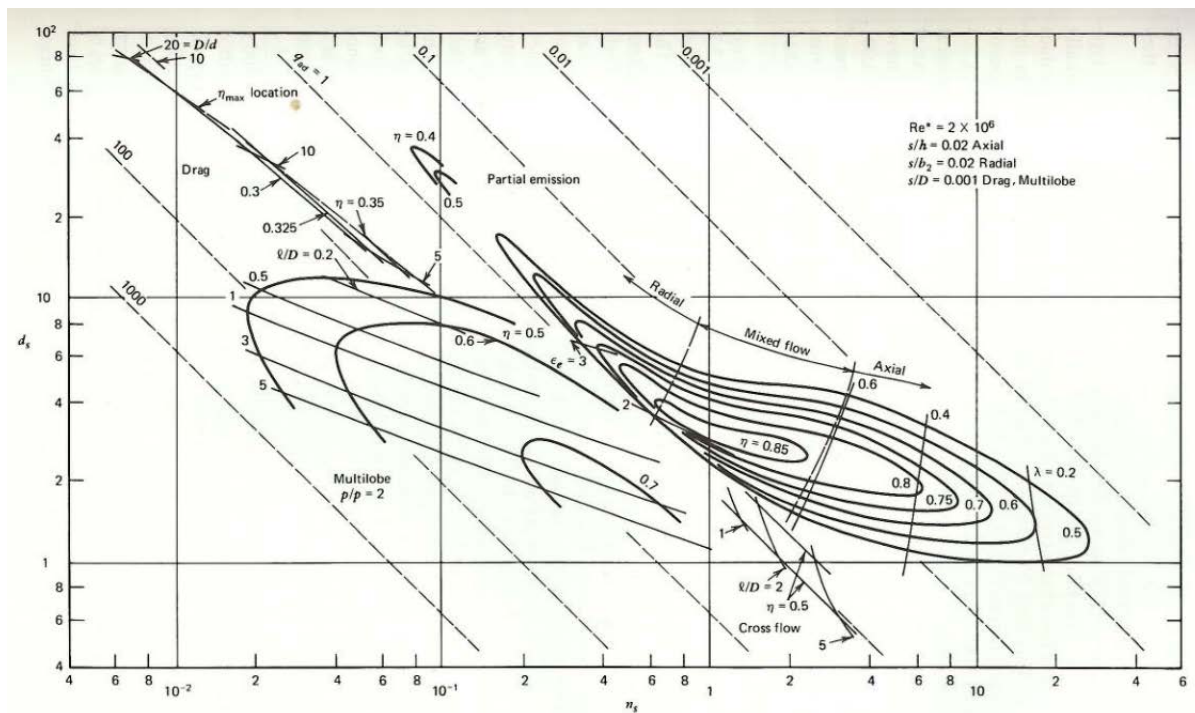 10²
20 = D/d
10
8
6
4
2
10
8
6
4
2
1
8
6
4
dₛ
η_max location
q_ad = 1
0.1
0.01
0.001
100
1000
Drag
10
0.3
0.325
η = 0.35
5
η = 0.4
0.5
Partial emission
Re* = 2 × 10⁶
s/h = 0.02 Axial
s/b₂ = 0.02 Radial
s/D = 0.001 Drag, Multilobe
ℓ/D = 0.2
0.5
1
3
5
η = 0.5
0.6
0.7
Multilobe
p/p = 2
ϵₑ = 3
2
Radial
Mixed flow
Axial
0.6
0.4
λ = 0.2
η = 0.85
0.8
0.75
0.7
0.6
0.5
1
ℓ/D = 2
η = 0.5
Cross flow
5
4 6 8 10⁻² 2 4 6 8 10⁻¹ 2 4 6 8 1 2 4 6 8 10 2 4 6
nₛ